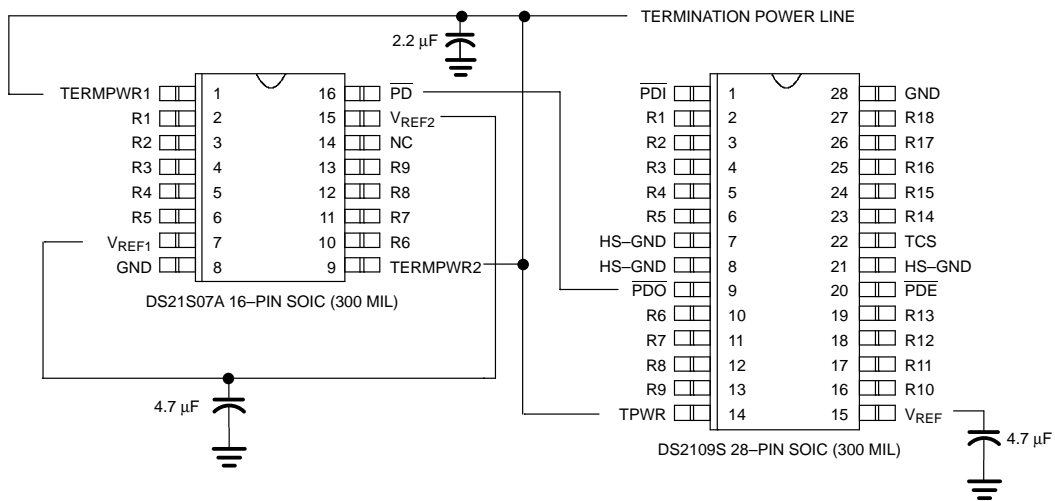 TERMINATION POWER LINE
2.2 μF
TERMPWR1 1 16 P̅D̅
R1 2 15 VREF2
R2 3 14 NC
R3 4 13 R9
R4 5 12 R8
R5 6 11 R7
VREF1 7 10 R6
GND 8 9 TERMPWR2
DS21S07A 16–PIN SOIC (300 MIL)
4.7 μF
P̅D̅I̅ 1 28 GND
R1 2 27 R18
R2 3 26 R17
R3 4 25 R16
R4 5 24 R15
R5 6 23 R14
HS–GND 7 22 TCS
HS–GND 8 21 HS–GND
P̅D̅O̅ 9 20 P̅D̅E̅
R6 10 19 R13
R7 11 18 R12
R8 12 17 R11
R9 13 16 R10
TPWR 14 15 VREF
4.7 μF
DS2109S 28–PIN SOIC (300 MIL)